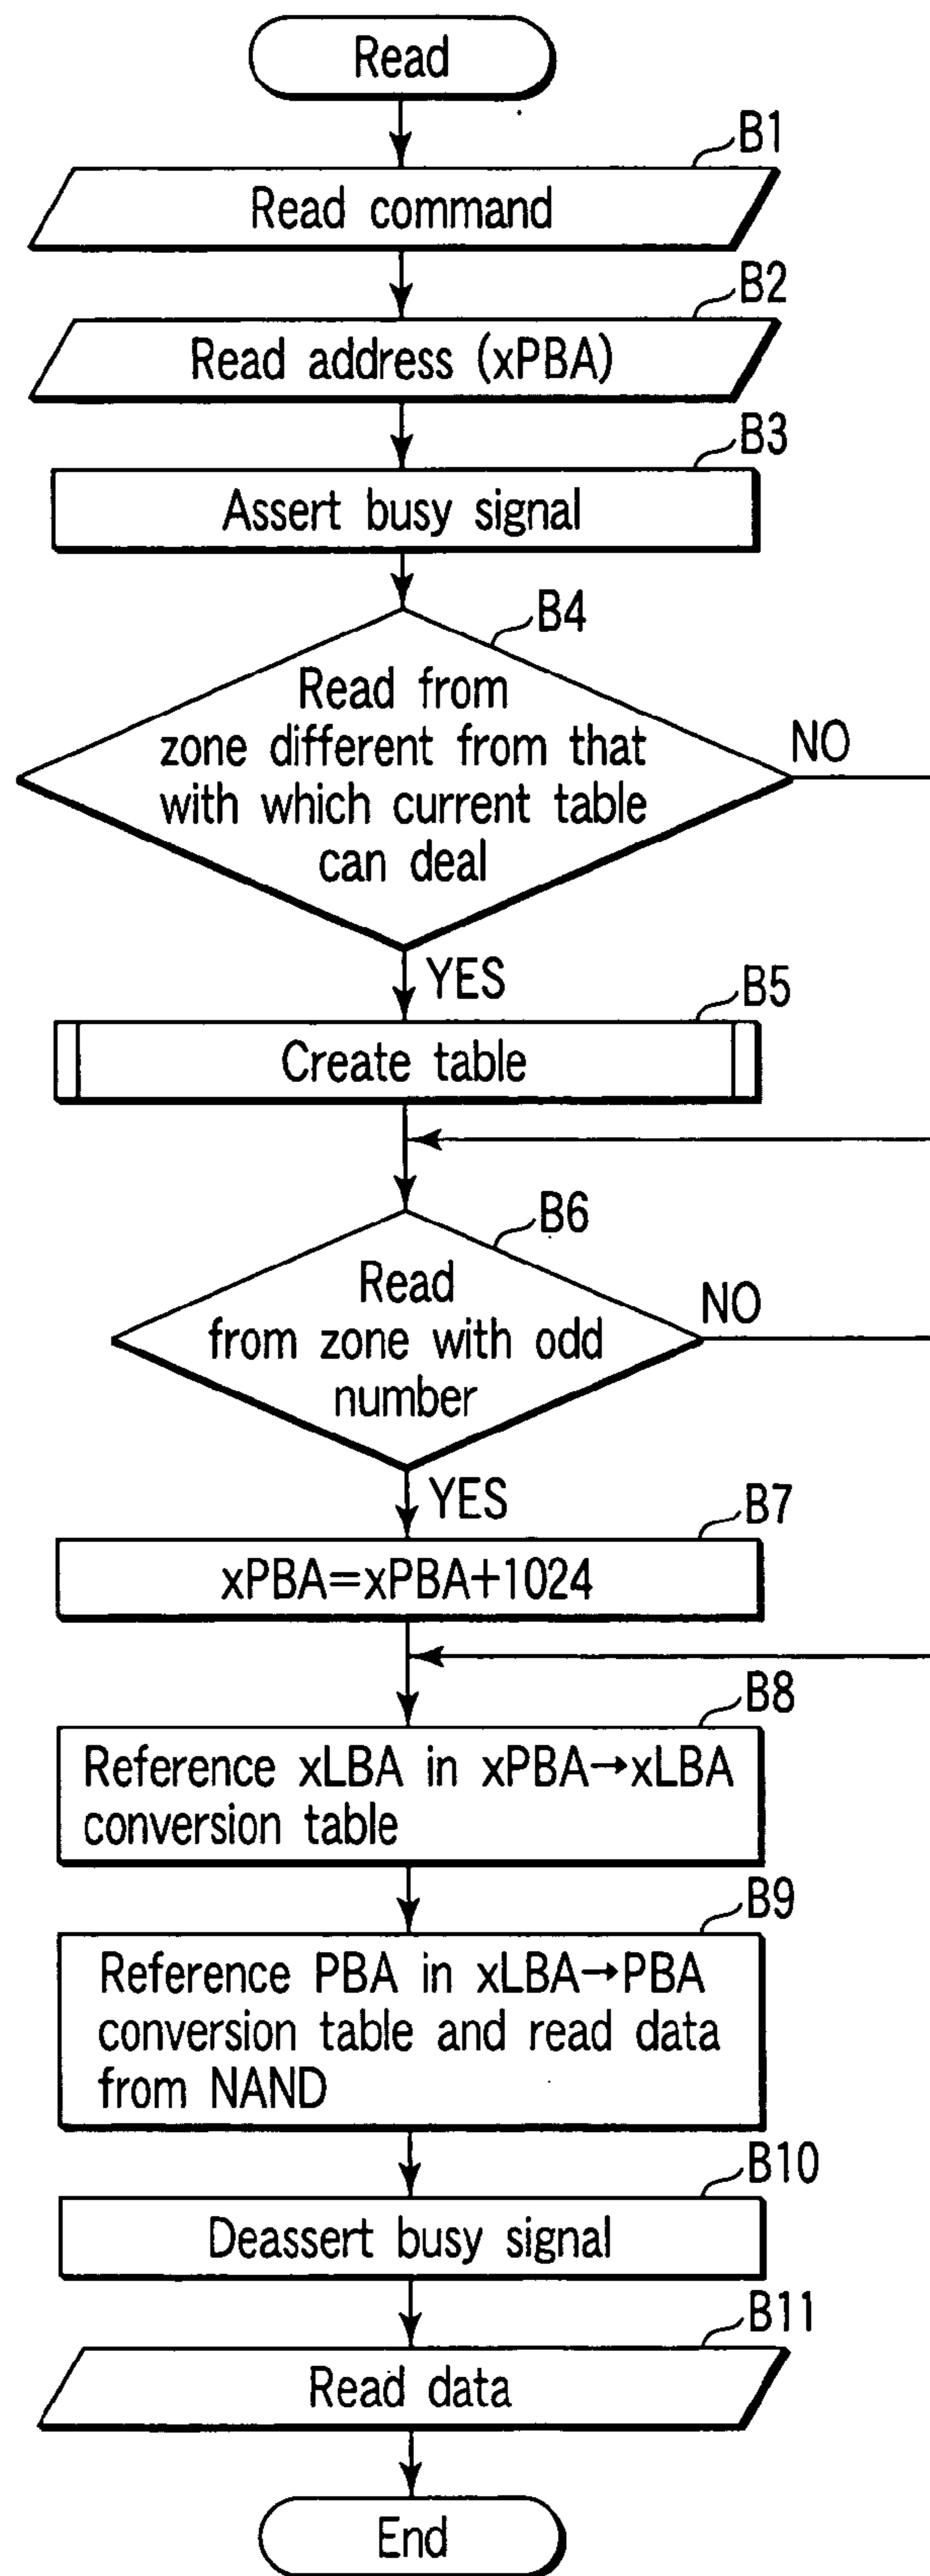 Read
B1
Read command
B2
Read address (xPBA)
B3
Assert busy signal
B4
Read from
zone different from that
with which current table
can deal
NO
YES
B5
Create table
B6
Read
from zone with odd
number
NO
YES
B7
xPBA=xPBA+1024
B8
Reference xLBA in xPBA→xLBA
conversion table
B9
Reference PBA in xLBA→PBA
conversion table and read data
from NAND
B10
Deassert busy signal
B11
Read data
End